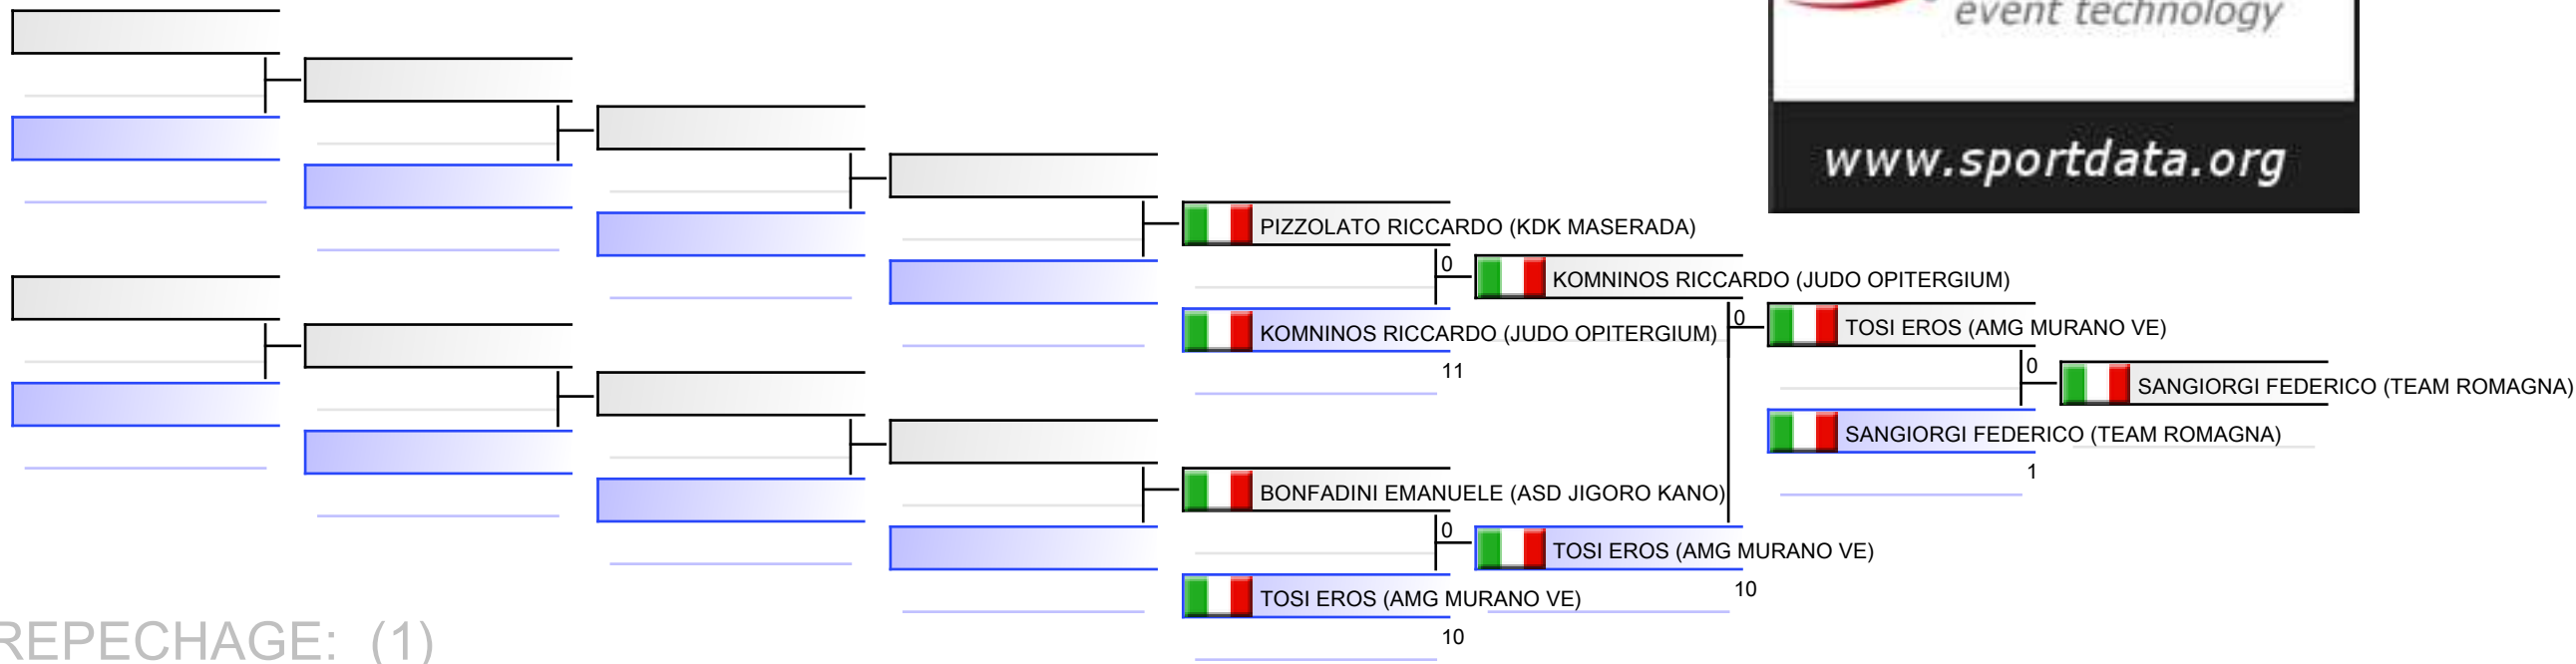 event technology
www.sportdata.org
PIZZOLATO RICCARDO (KDK MASERADA)
0
KOMNINOS RICCARDO (JUDO OPITERGIUM)
KOMNINOS RICCARDO (JUDO OPITERGIUM)
11
0
TOSI EROS (AMG MURANO VE)
0
SANGIORGI FEDERICO (TEAM ROMAGNA)
SANGIORGI FEDERICO (TEAM ROMAGNA)
1
BONFADINI EMANUELE (ASD JIGORO KANO)
0
TOSI EROS (AMG MURANO VE)
10
TOSI EROS (AMG MURANO VE)
10
REPECHAGE: (1)